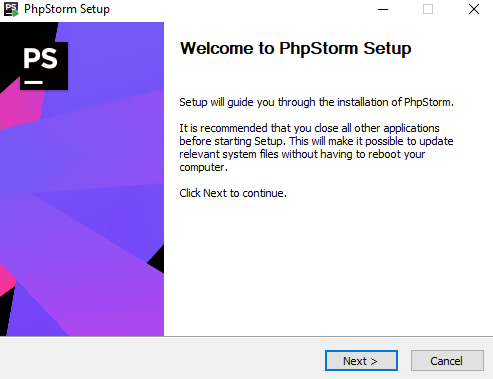 PS PhpStorm Setup
PS
Welcome to PhpStorm Setup
Setup will guide you through the installation of PhpStorm.
It is recommended that you close all other applications
before starting Setup. This will make it possible to update
relevant system files without having to reboot your
computer.
Click Next to continue.
Next >
Cancel